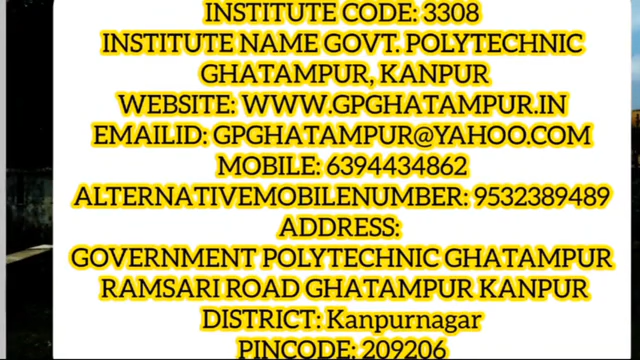 INSTITUTE CODE: 3308
INSTITUTE NAME GOVT. POLYTECHNIC
GHATAMPUR, KANPUR
WEBSITE: WWW.GPGHATAMPUR.IN
EMAILID: GPGHATAMPUR@YAHOO.COM
MOBILE: 6394434862
ALTERNATIVEMOBILENUMBER: 9532389489
ADDRESS:
GOVERNMENT POLYTECHNIC GHATAMPUR
RAMSARI ROAD GHATAMPUR KANPUR
DISTRICT: Kanpurnagar
PINCODE: 209206